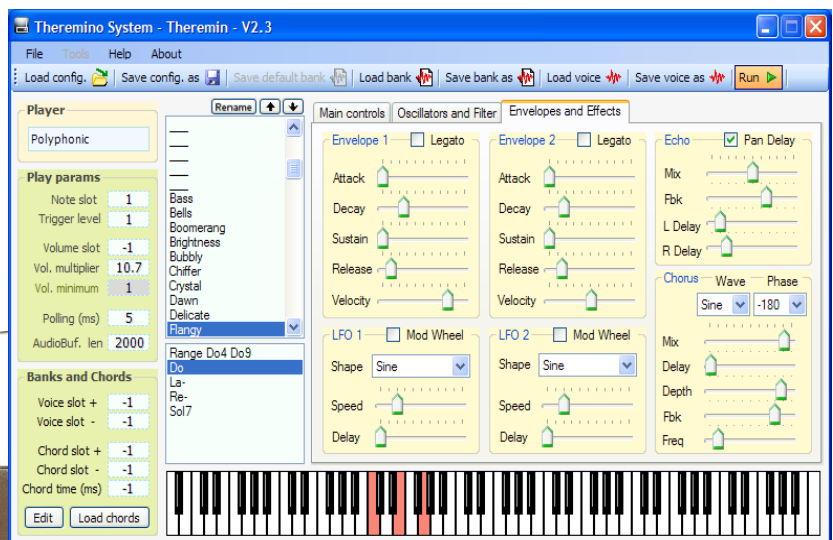 Theremino System - Theremin - V2.3
File Tools Help About
Load config. Save config. as Save default bank Load bank Save bank as Load voice Save voice as Run
Player
Polyphonic
Play params
Note slot 1
Trigger level 1
Volume slot -1
Vol. multiplier 10.7
Vol. minimum 1
Polling (ms) 5
AudioBuf. len 2000
Banks and Chords
Voice slot + -1
Voice slot - -1
Chord slot + -1
Chord slot - -1
Chord time (ms) -1
Edit Load chords
Rename
Bass
Bells
Boomerang
Brightness
Bubbly
Chiffer
Crystal
Dawn
Delicate
Flangy
Range Do4 Do9
Do
La-
Re-
Sol7
Main controls Oscillators and Filter Envelopes and Effects
Envelope 1 Legato
Attack
Decay
Sustain
Release
Velocity
Envelope 2 Legato
Attack
Decay
Sustain
Release
Velocity
Echo Pan Delay
Mix
Fbk
L Delay
R Delay
LFO 1 Mod Wheel
Shape Sine
Speed
Delay
LFO 2 Mod Wheel
Shape Sine
Speed
Delay
Chorus Wave Phase
Sine -180
Mix
Delay
Depth
Fbk
Freq